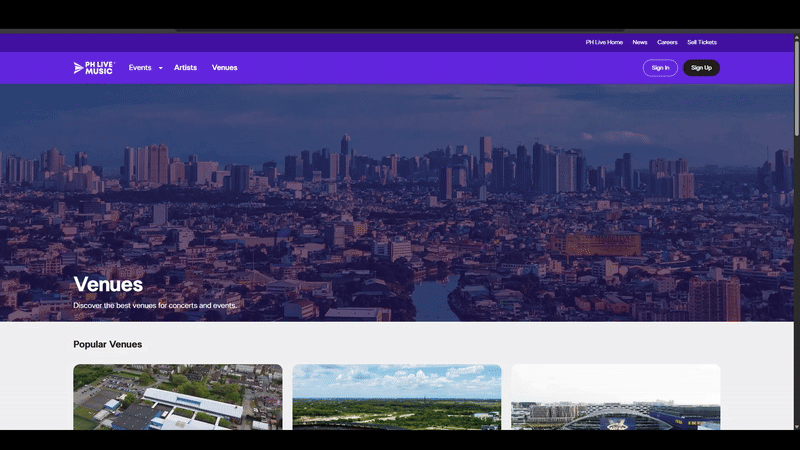 PH Live Home News Careers Sell Tickets
PH LIVE
MUSIC
Events Artists Venues
Sign In Sign Up
Venues
Discover the best venues for concerts and events.
Popular Venues